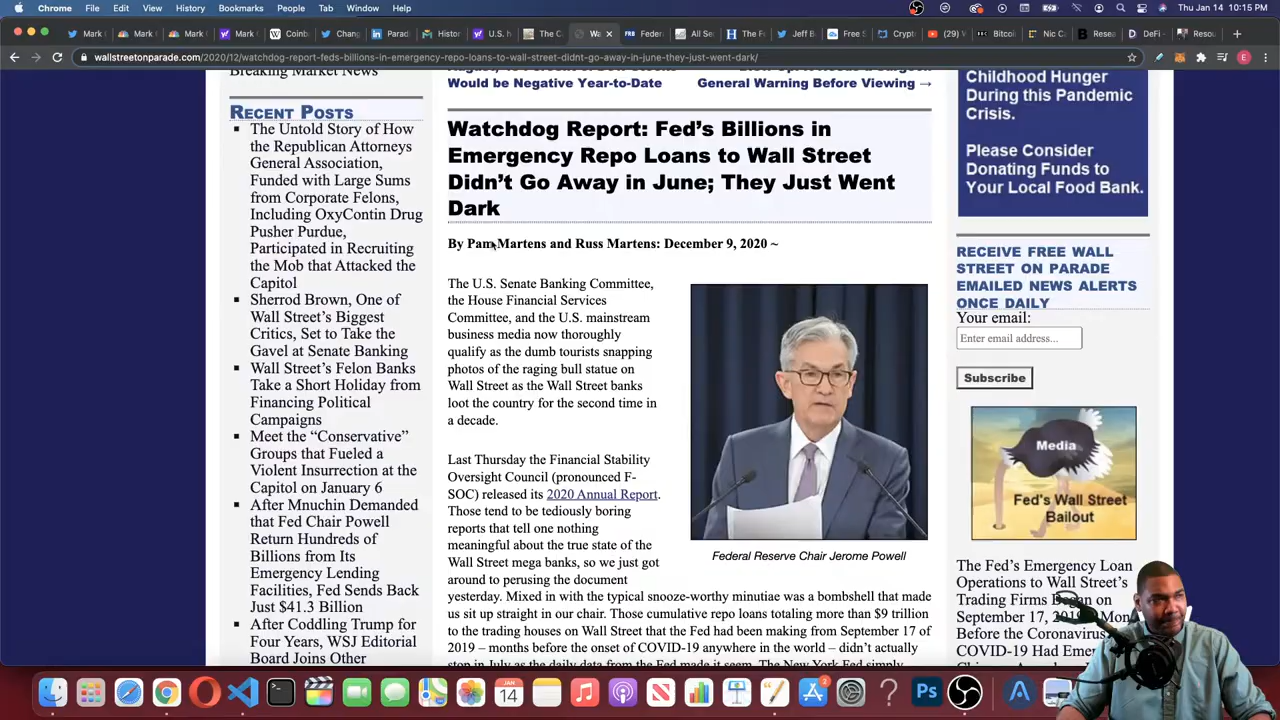 Chrome File Edit View History Bookmarks People Tab Window Help
Thu Jan 14 10:15 PM
wallstreetonparade.com/2020/12/watchdog-report-feds-billions-in-emergency-repo-loans-to-wall-street-didnt-go-away-in-june-they-just-went-dark/
Breaking Market News
RECENT POSTS
The Untold Story of How
the Republican Attorneys
General Association,
Funded with Large Sums
from Corporate Felons,
Including OxyContin Drug
Pusher Purdue,
Participated in Recruiting
the Mob that Attacked the
Capitol
Sherrod Brown, One of
Wall Street's Biggest
Critics, Set to Take the
Gavel at Senate Banking
Wall Street's Felon Banks
Take a Short Holiday from
Financing Political
Campaigns
Meet the “Conservative”
Groups that Fueled a
Violent Insurrection at the
Capitol on January 6
After Mnuchin Demanded
that Fed Chair Powell
Return Hundreds of
Billions from Its
Emergency Lending
Facilities, Fed Sends Back
Just $41.3 Billion
After Coddling Trump for
Four Years, WSJ Editorial
Board Joins Other
Would be Negative Year-to-Date
General Warning Before Viewing →
Watchdog Report: Fed's Billions in
Emergency Repo Loans to Wall Street
Didn't Go Away in June; They Just Went
Dark
By Pam Martens and Russ Martens: December 9, 2020 ~
The U.S. Senate Banking Committee,
the House Financial Services
Committee, and the U.S. mainstream
business media now thoroughly
qualify as the dumb tourists snapping
photos of the raging bull statue on
Wall Street as the Wall Street banks
loot the country for the second time in
a decade.
Last Thursday the Financial Stability
Oversight Council (pronounced F-
SOC) released its 2020 Annual Report.
Those tend to be tediously boring
reports that tell one nothing
meaningful about the true state of the
Wall Street mega banks, so we just got
around to perusing the document
yesterday. Mixed in with the typical snooze-worthy minutiae was a bombshell that made
us sit up straight in our chair. Those cumulative repo loans totaling more than $9 trillion
to the trading houses on Wall Street that the Fed had been making from September 17 of
2019 – months before the onset of COVID-19 anywhere in the world – didn't actually
stop in July as the daily data from the Fed made it seem. The New York Fed simply
Federal Reserve Chair Jerome Powell
Childhood Hunger
During this Pandemic
Crisis.
Please Consider
Donating Funds to
Your Local Food Bank.
RECEIVE FREE WALL
STREET ON PARADE
EMAILED NEWS ALERTS
ONCE DAILY
Your email:
Enter email address...
Subscribe
Media
Fed's Wall Street
Bailout
The Fed's Emergency Loan
Operations to Wall Street's
Trading Firms Began on
September 17, 201
Before the Coronavirus
COVID-19 Had